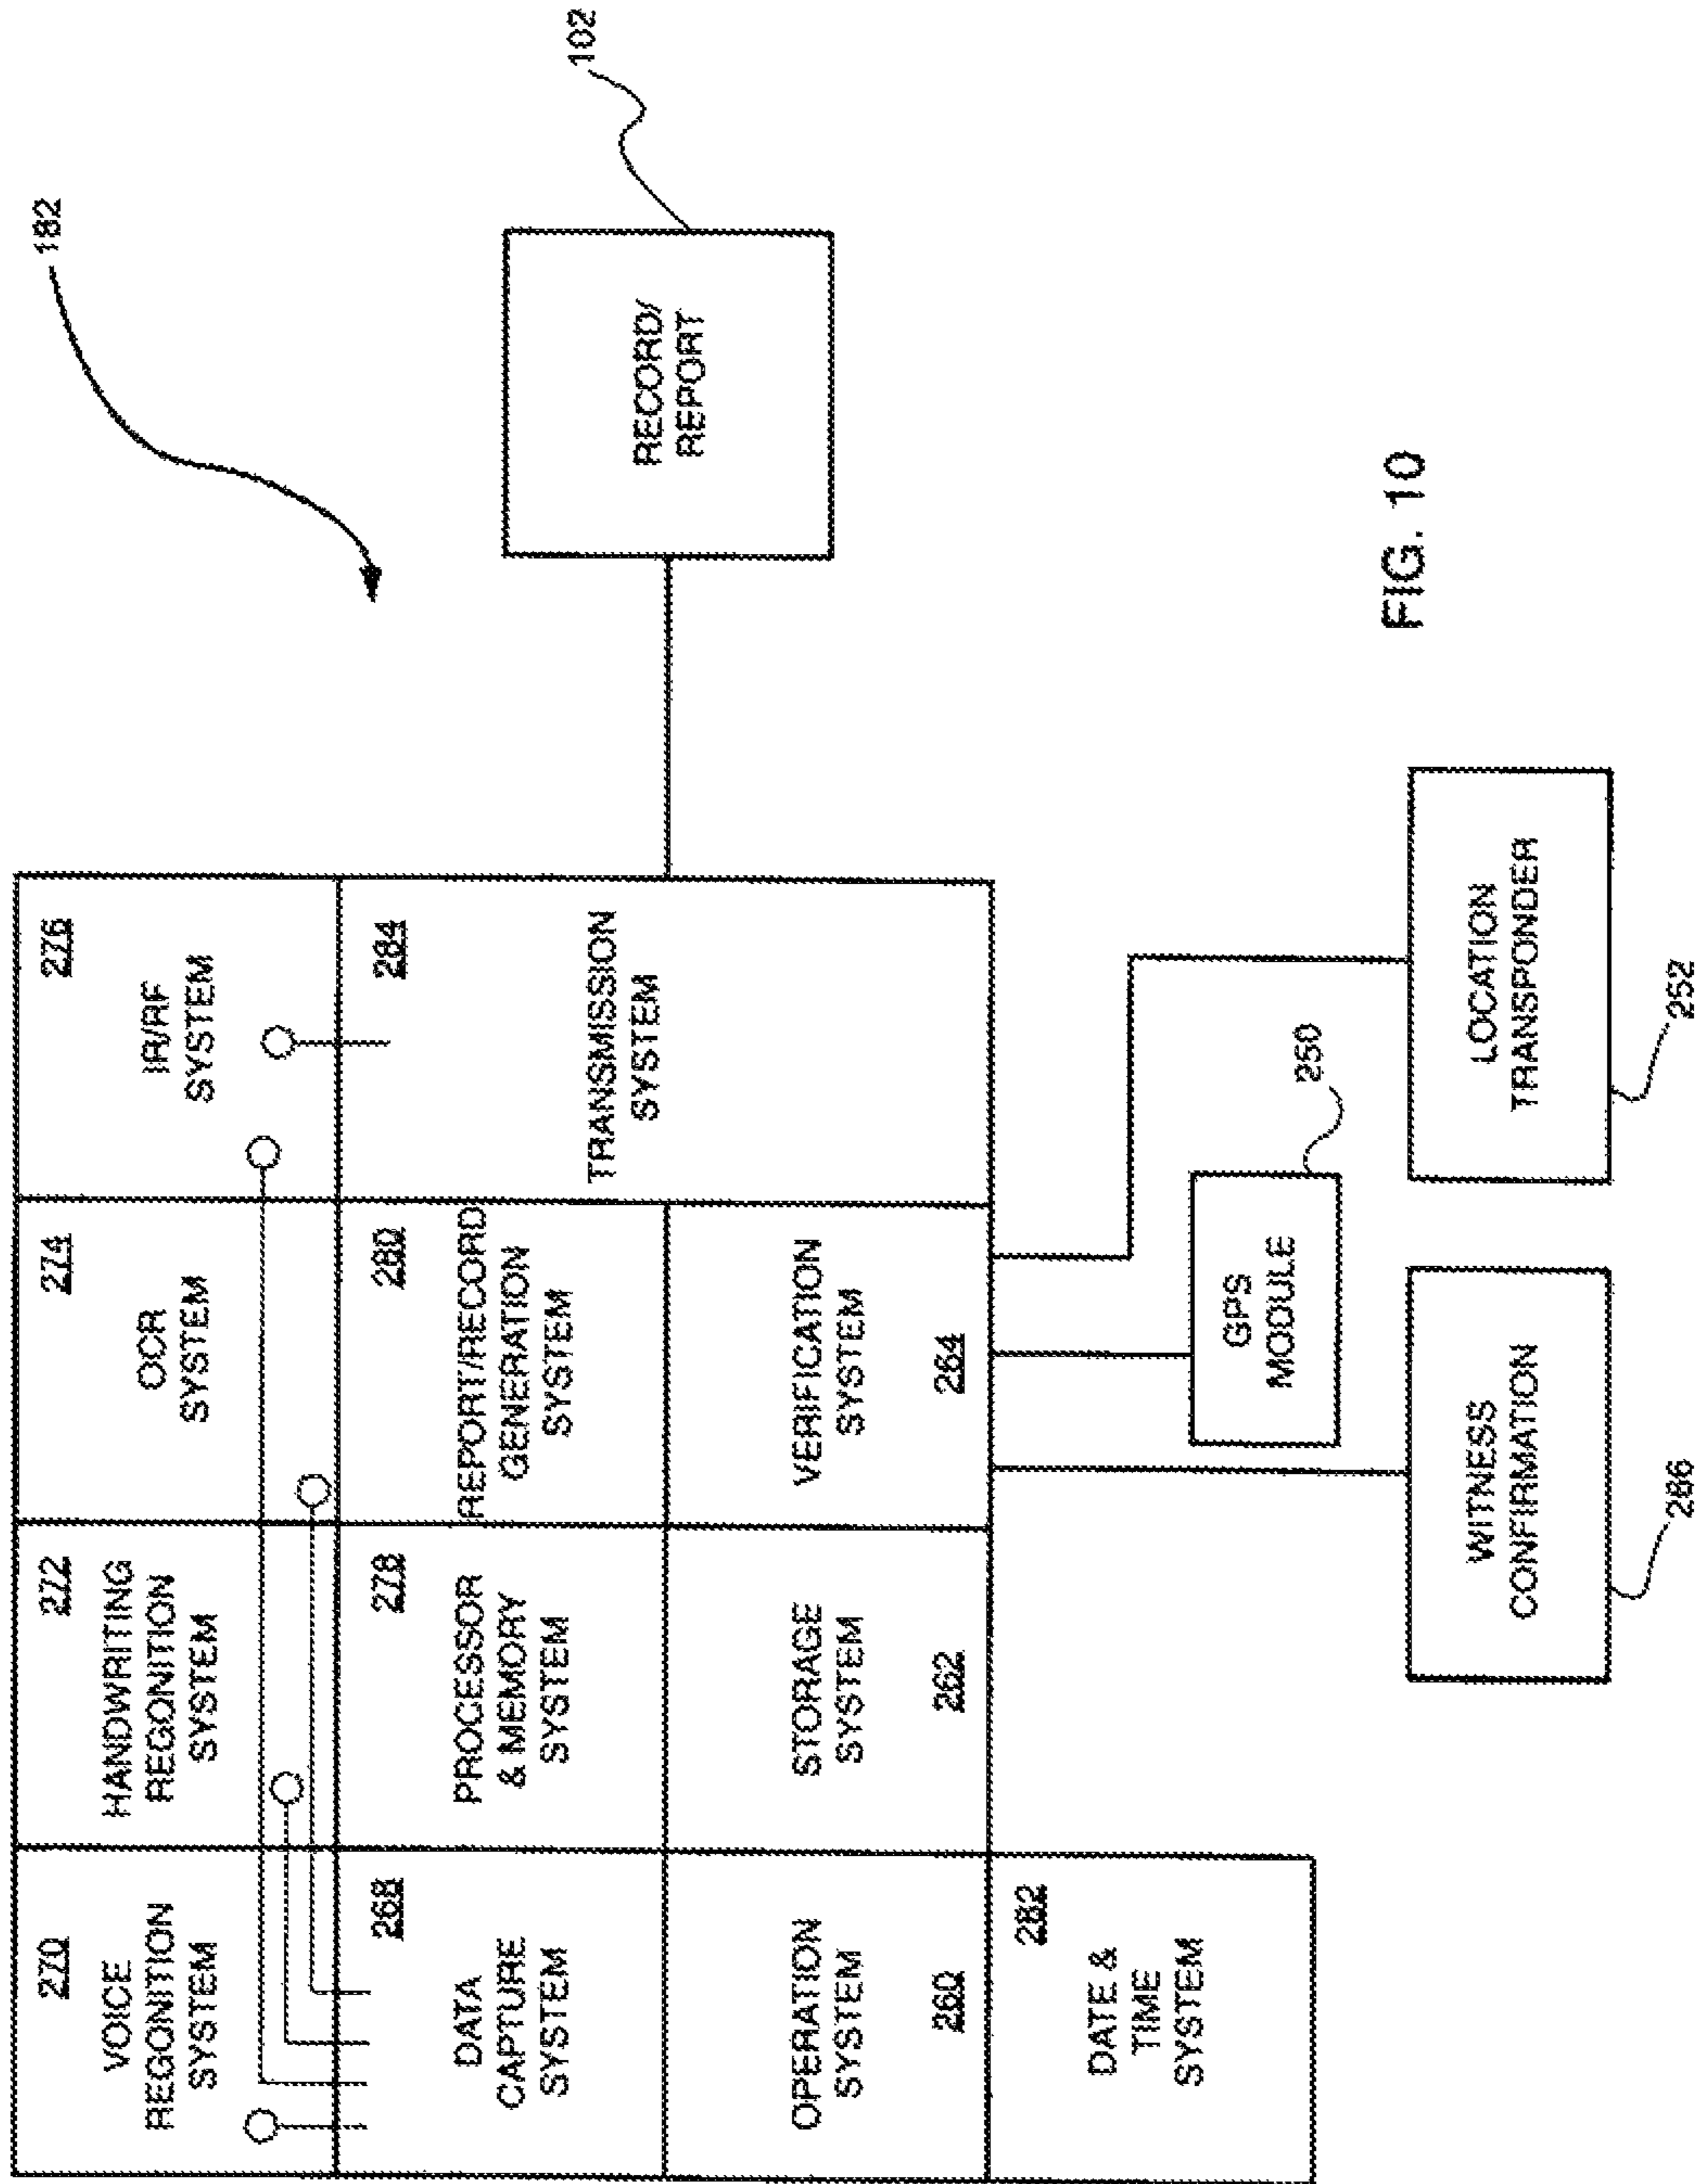 182
270
VOICE
REGONITION
SYSTEM
272
HANDWRITING
REGONITION
SYSTEM
274
OCR
SYSTEM
276
IR/RF
SYSTEM
268
DATA
CAPTURE
SYSTEM
278
PROCESSOR
& MEMORY
SYSTEM
280
REPORT/RECORD
GENERATION
SYSTEM
284
TRANSMISSION
SYSTEM
RECORD/
REPORT
102
OPERATION
SYSTEM
260
STORAGE
SYSTEM
262
VERIFICATION
SYSTEM
264
282
DATE &
TIME
SYSTEM
GPS
MODULE
250
WITNESS
CONFIRMATION
266
LOCATION
TRANSPONDER
252
FIG. 10